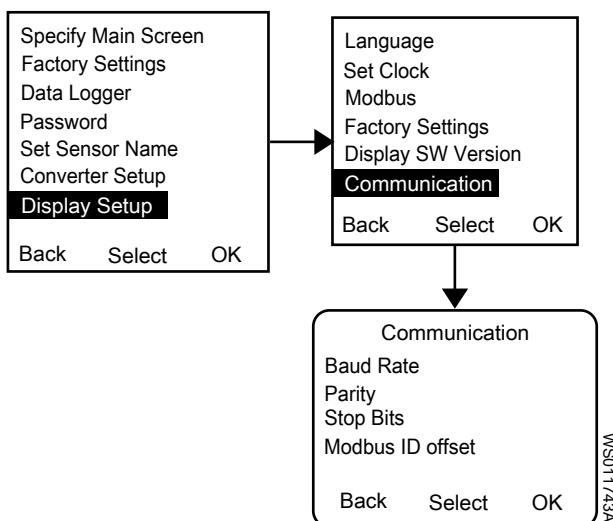 Specify Main Screen
Factory Settings
Data Logger
Password
Set Sensor Name
Converter Setup
Display Setup
Back Select OK
Language
Set Clock
Modbus
Factory Settings
Display SW Version
Communication
Back Select OK
Communication
Baud Rate
Parity
Stop Bits
Modbus ID offset
Back Select OK
WS011743A